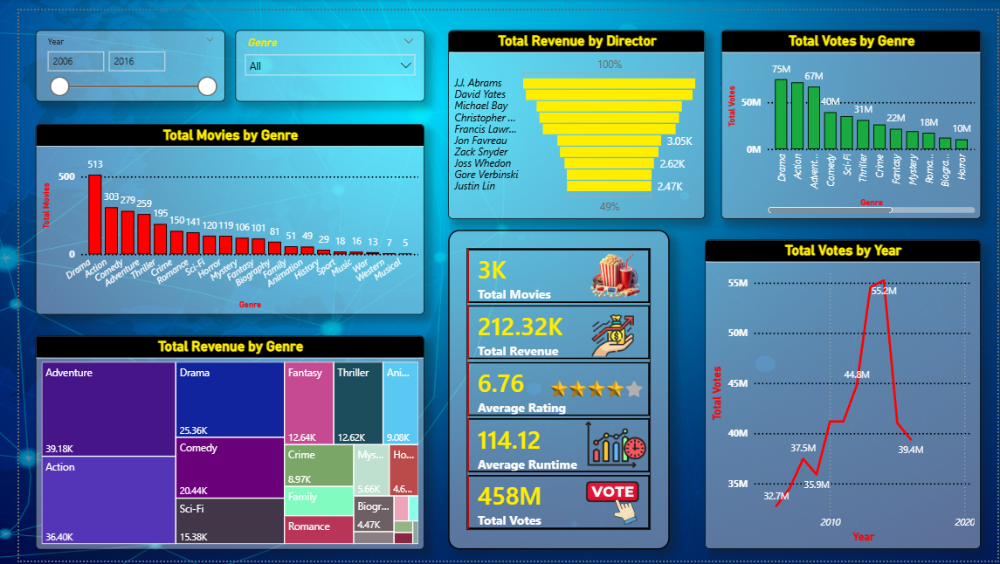 Year
2006
2016
Genre
All
Total Movies by Genre
Total Movies
500
0
513
303
279
259
195
150
141
120
119
106
101
81
51
49
29
18
16
13
7
5
Drama
Action
Comedy
Adventure
Thriller
Crime
Romance
Sci-Fi
Horror
Mystery
Fantasy
Biography
Family
Animation
History
Sport
Music
War
Western
Musical
Genre
Total Revenue by Genre
Adventure
39.18K
Action
36.40K
Drama
25.36K
Comedy
20.44K
Sci-Fi
15.38K
Fantasy
12.64K
Thriller
12.62K
Ani...
9.08K
Crime
8.97K
Family
Romance
Mys...
5.66K
Ho...
4.6...
Biogr...
4.47K
Total Revenue by Director
100%
J.J. Abrams
David Yates
Michael Bay
Christopher ...
Francis Lawr...
Jon Favreau
3.05K
Zack Snyder
Joss Whedon
2.62K
Gore Verbinski
Justin Lin
2.47K
49%
3K
Total Movies
212.32K
Total Revenue
6.76
Average Rating
114.12
Average Runtime
458M
Total Votes
VOTE
Total Votes by Genre
Total Votes
50M
0M
75M
67M
40M
31M
22M
18M
10M
Drama
Action
Advent...
Comedy
Sci-Fi
Thriller
Crime
Fantasy
Mystery
Roma...
Biogra...
Horror
Genre
Total Votes by Year
Total Votes
55M
50M
45M
40M
35M
32.7M
37.5M
35.9M
44.8M
55.2M
39.4M
2010
2020
Year